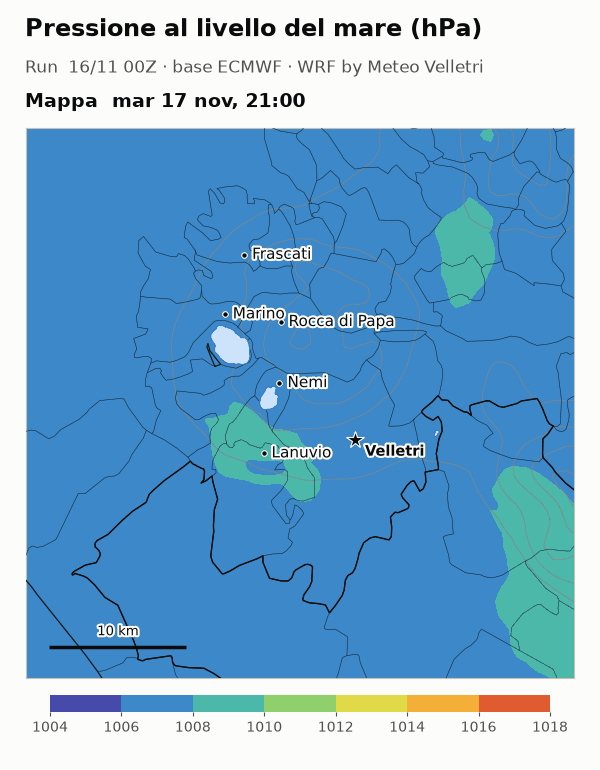 Pressione al livello del mare (hPa)
Run  16/11 00Z · base ECMWF · WRF by Meteo Velletri
Mappa  mar 17 nov, 21:00
Frascati
Marino
Rocca di Papa
Nemi
Velletri
Lanuvio
10 km
1004 1006 1008 1010 1012 1014 1016 1018